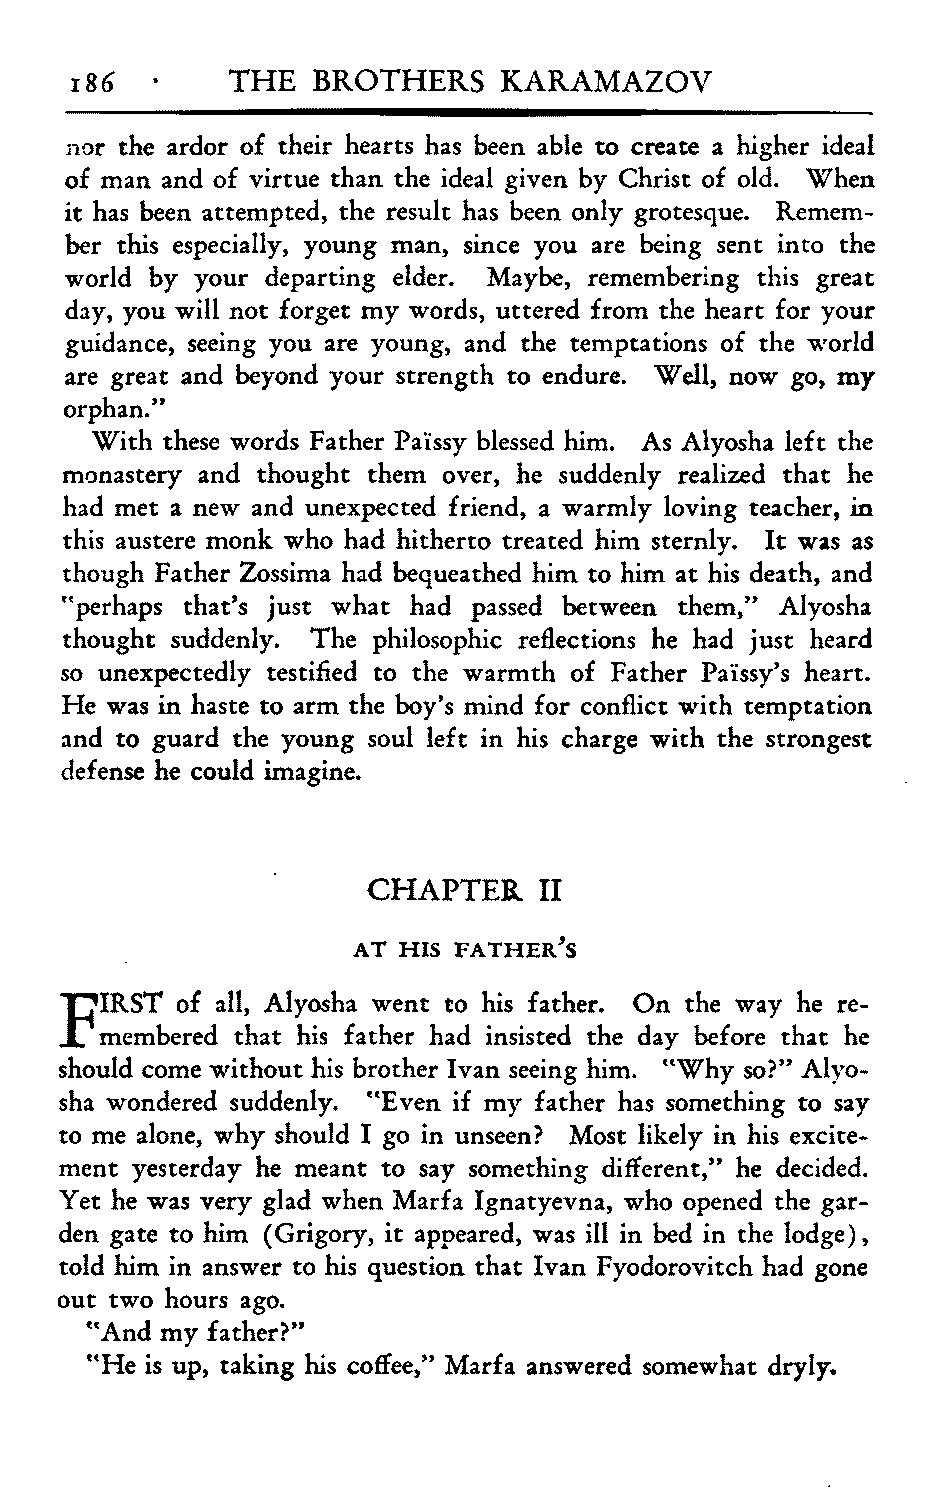 186 · THE BROTHERS KARAMAZOV
nor the ardor of their hearts has been able to create a higher ideal
of man and of virtue than the ideal given by Christ of old. When
it has been attempted, the result has been only grotesque. Remem-
ber this especially, young man, since you are being sent into the
world by your departing elder. Maybe, remembering this great
day, you will not forget my words, uttered from the heart for your
guidance, seeing you are young, and the temptations of the world
are great and beyond your strength to endure. Well, now go, my
orphan."
With these words Father Païssy blessed him. As Alyosha left the
monastery and thought them over, he suddenly realized that he
had met a new and unexpected friend, a warmly loving teacher, in
this austere monk who had hitherto treated him sternly. It was as
though Father Zossima had bequeathed him to him at his death, and
"perhaps that's just what had passed between them," Alyosha
thought suddenly. The philosophic reflections he had just heard
so unexpectedly testified to the warmth of Father Païssy's heart.
He was in haste to arm the boy's mind for conflict with temptation
and to guard the young soul left in his charge with the strongest
defense he could imagine.
CHAPTER II
AT HIS FATHER'S
FIRST of all, Alyosha went to his father. On the way he re-
membered that his father had insisted the day before that he
should come without his brother Ivan seeing him. "Why so?" Alyo-
sha wondered suddenly. "Even if my father has something to say
to me alone, why should I go in unseen? Most likely in his excite-
ment yesterday he meant to say something different," he decided.
Yet he was very glad when Marfa Ignatyevna, who opened the gar-
den gate to him (Grigory, it appeared, was ill in bed in the lodge),
told him in answer to his question that Ivan Fyodorovitch had gone
out two hours ago.
"And my father?"
"He is up, taking his coffee," Marfa answered somewhat dryly.